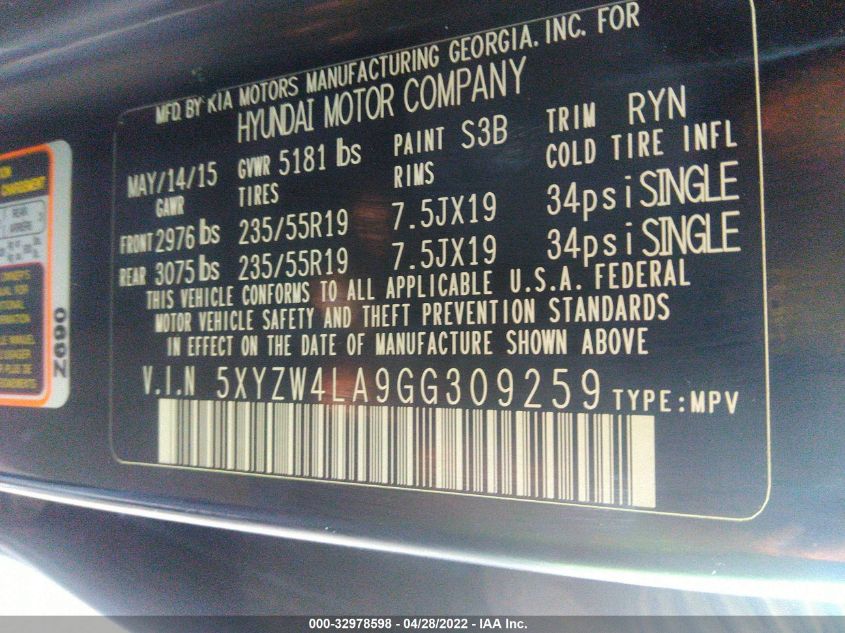 MFD. BY KIA MOTORS MANUFACTURING GEORGIA, INC. FOR
HYUNDAI MOTOR COMPANY
MAY/14/15 GVWR 5181 lbs PAINT S3B TRIM RYN
GAWR TIRES RIMS COLD TIRE INFL
FRONT 2976 lbs 235/55R19 7.5JX19 34psi SINGLE
REAR 3075 lbs 235/55R19 7.5JX19 34psi SINGLE
THIS VEHICLE CONFORMS TO ALL APPLICABLE U.S.A. FEDERAL
MOTOR VEHICLE SAFETY AND THEFT PREVENTION STANDARDS
IN EFFECT ON THE DATE OF MANUFACTURE SHOWN ABOVE
V.I.N 5XYZW4LA9GG309259 TYPE:MPV
REAR
Z690
000-32978598 - 04/28/2022 - IAA Inc.